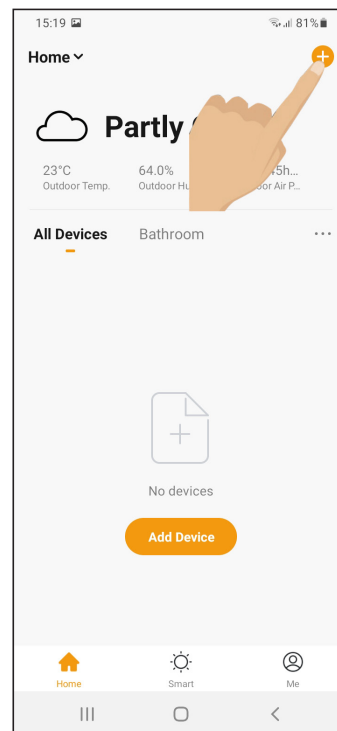 15:19 81%
Home
Partly
23°C 64.0%
Outdoor Temp. Outdoor
All Devices Bathroom
No devices
Add Device
Home Smart Me